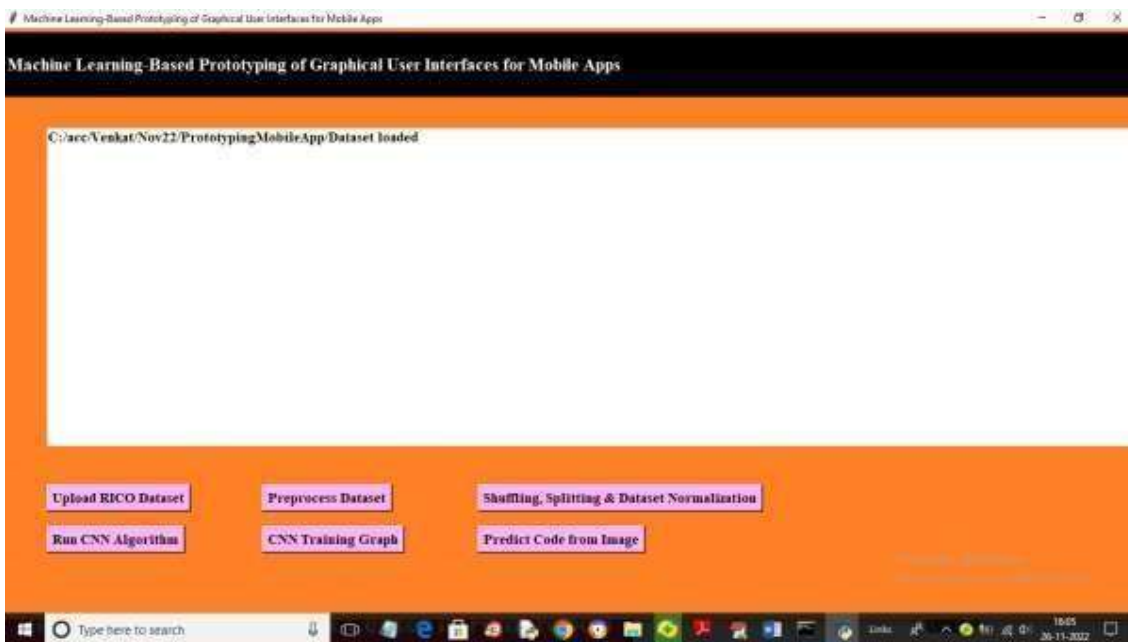 Machine Learning-Based Prototyping of Graphical User Interfaces for Mobile Apps
Machine Learning-Based Prototyping of Graphical User Interfaces for Mobile Apps
C:/acc/Venkat/Nov22/PrototypingMobileApp/Dataset loaded
Upload RICO Dataset
Preprocess Dataset
Shuffling, Splitting & Dataset Normalization
Run CNN Algorithm
CNN Training Graph
Predict Code from Image
Type here to search
Links
16:05
26-11-2022